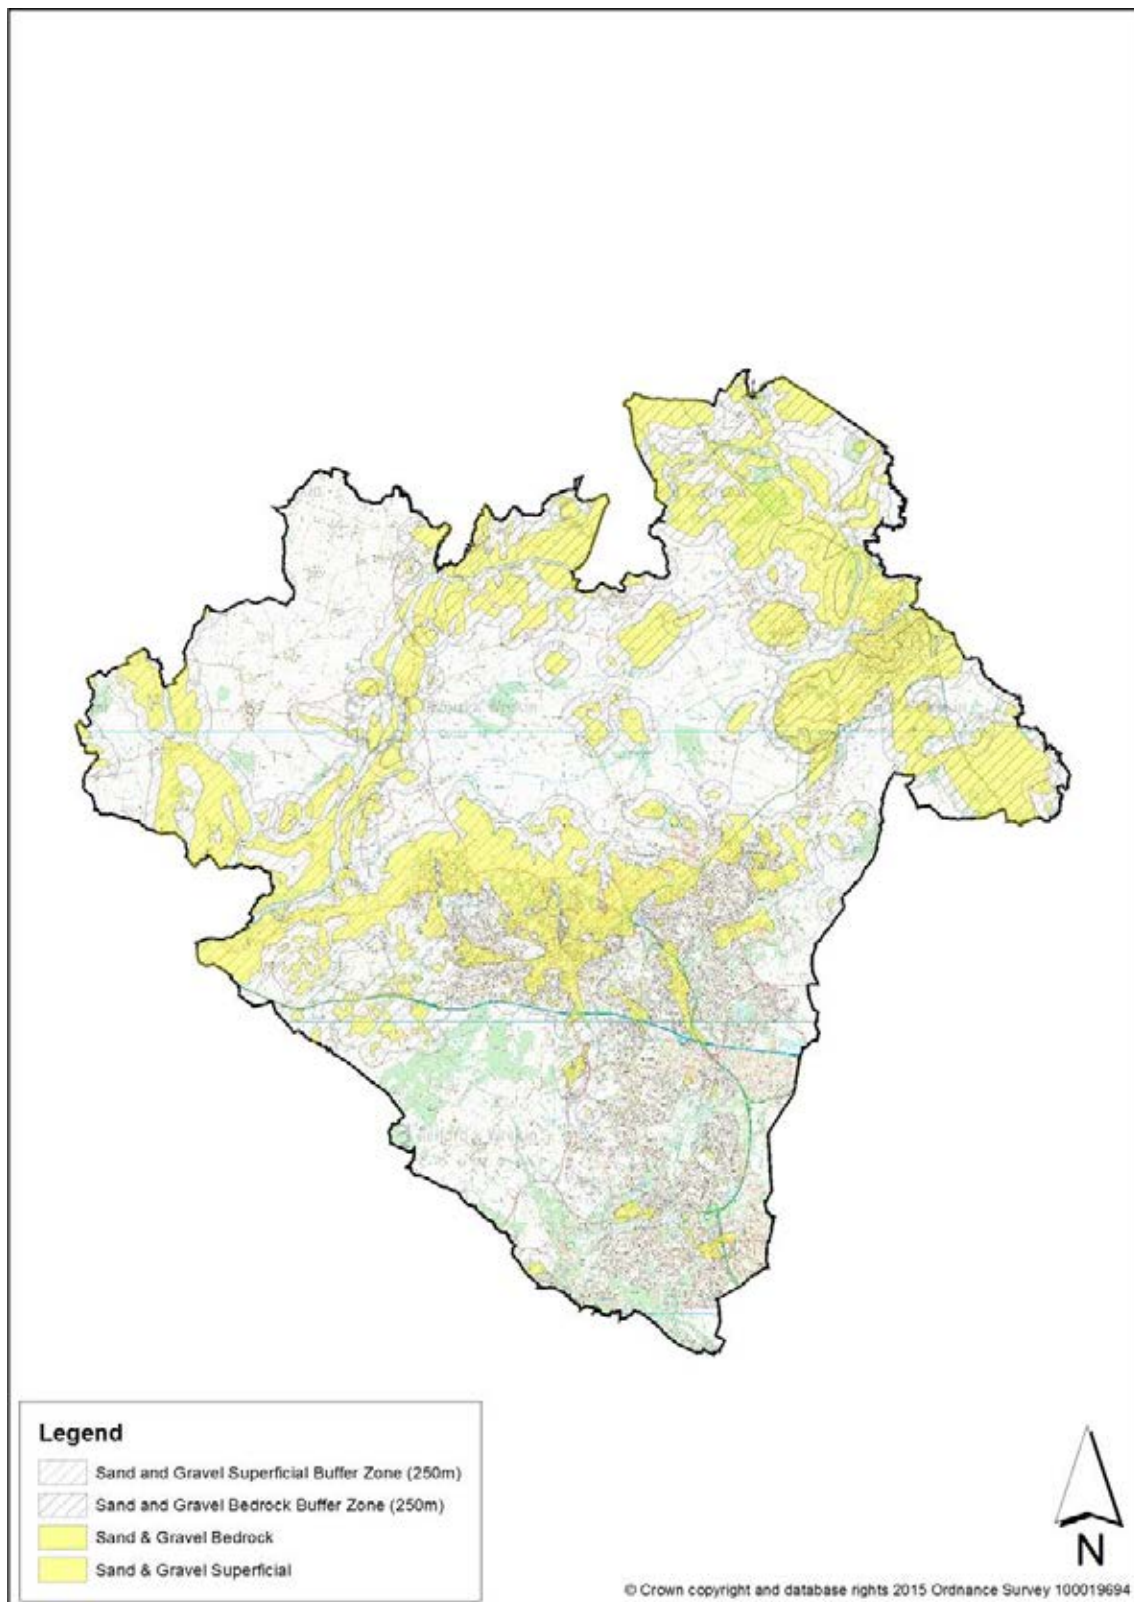 Legend
Sand and Gravel Superficial Buffer Zone (250m)
Sand and Gravel Bedrock Buffer Zone (250m)
Sand & Gravel Bedrock
Sand & Gravel Superficial
N
© Crown copyright and database rights 2015 Ordnance Survey 100019694